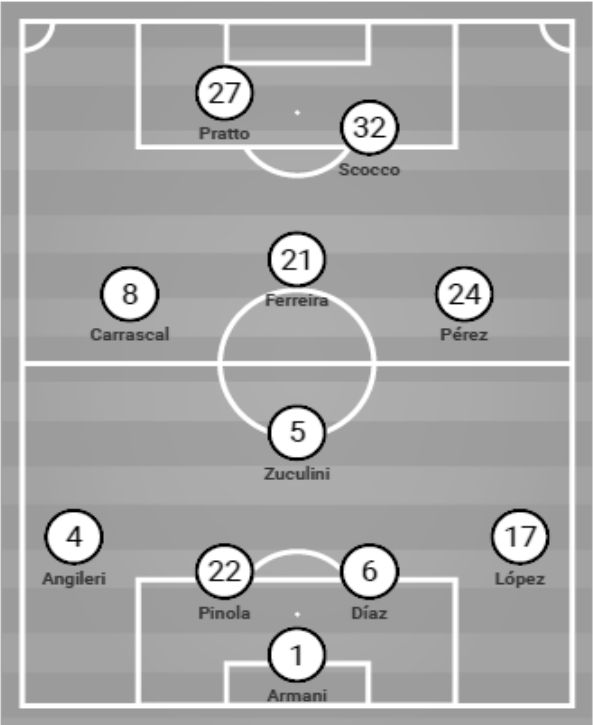 27
Pratto
32
Scocco
21
Ferreira
8
Carrascal
24
Pérez
5
Zuculini
4
Angileri
17
López
22
Pinola
6
Díaz
1
Armani